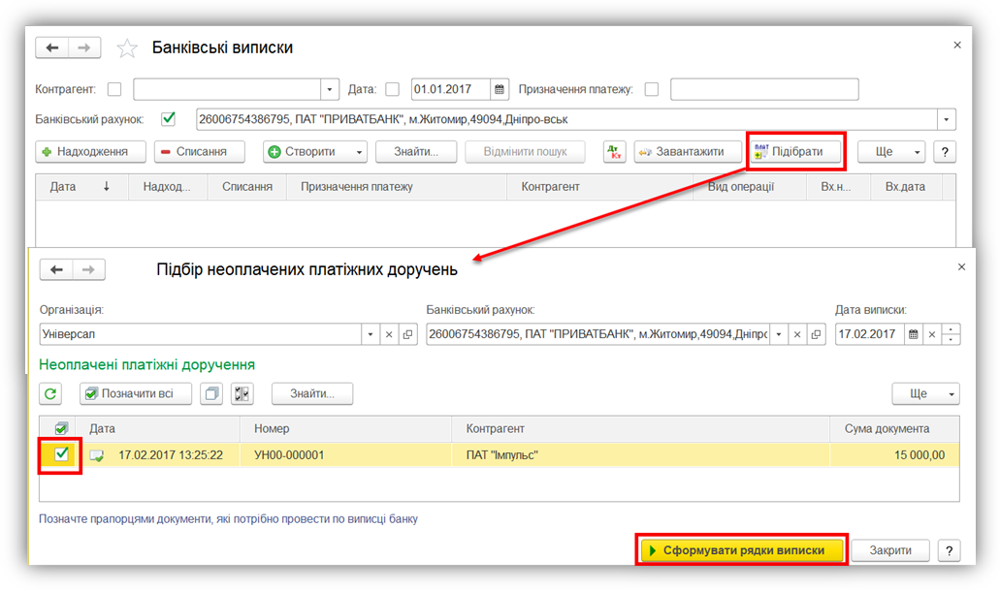 Банківські виписки
Контрагент: Дата: 01.01.2017 Призначення платежу:
Банківський рахунок: 26006754386795, ПАТ "ПРИВАТБАНК", м.Житомир,49094,Дніпро-вськ
Надходження Списання Створити Знайти... Відмінити пошук Дт Кт Завантажити Підібрати Ще ?
Дата Надход... Списання Призначення платежу Контрагент Вид операції Вх.н... Вх.дата
Підбір неоплачених платіжних доручень
Організація: Банківський рахунок: Дата виписки:
Універсал 26006754386795, ПАТ "ПРИВАТБАНК", м.Житомир,49094,Дніпрс 17.02.2017
Неоплачені платіжні доручення
Позначити всі Знайти... Ще
Дата Номер Контрагент Сума документа
17.02.2017 13:25:22 УН00-000001 ПАТ "Імпульс" 15 000,00
Позначте прапорцями документи, які потрібно провести по виписці банку
Сформувати рядки виписки Закрити ?